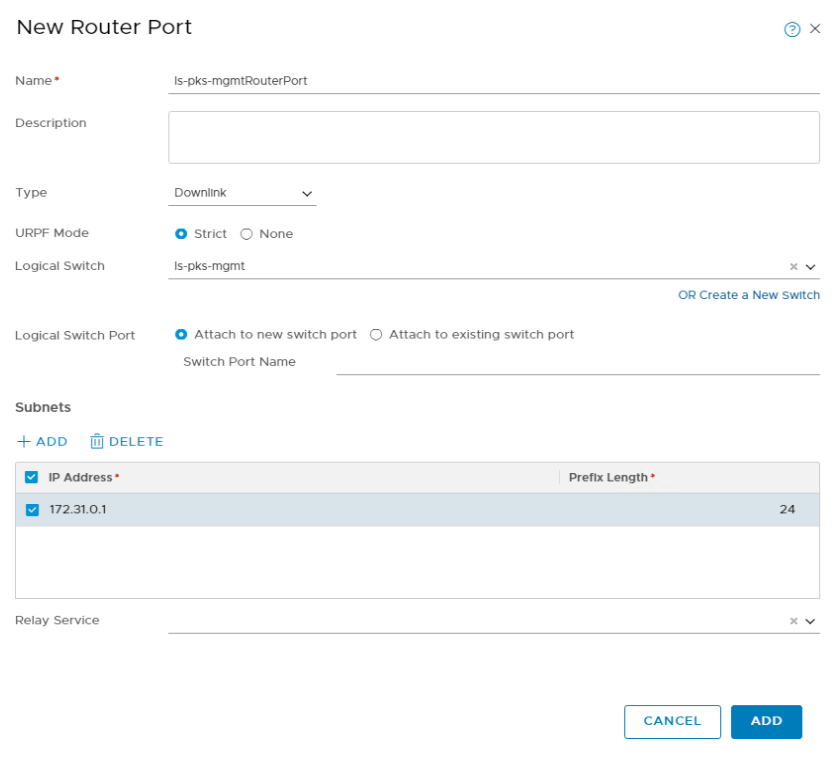 New Router Port
Name*
ls-pks-mgmtRouterPort
Description
Type
Downlink
URPF Mode
Strict
None
Logical Switch
ls-pks-mgmt
OR Create a New Switch
Logical Switch Port
Attach to new switch port
Attach to existing switch port
Switch Port Name
Subnets
+ ADD
DELETE
IP Address*
Prefix Length*
172.31.0.1
24
Relay Service
CANCEL
ADD